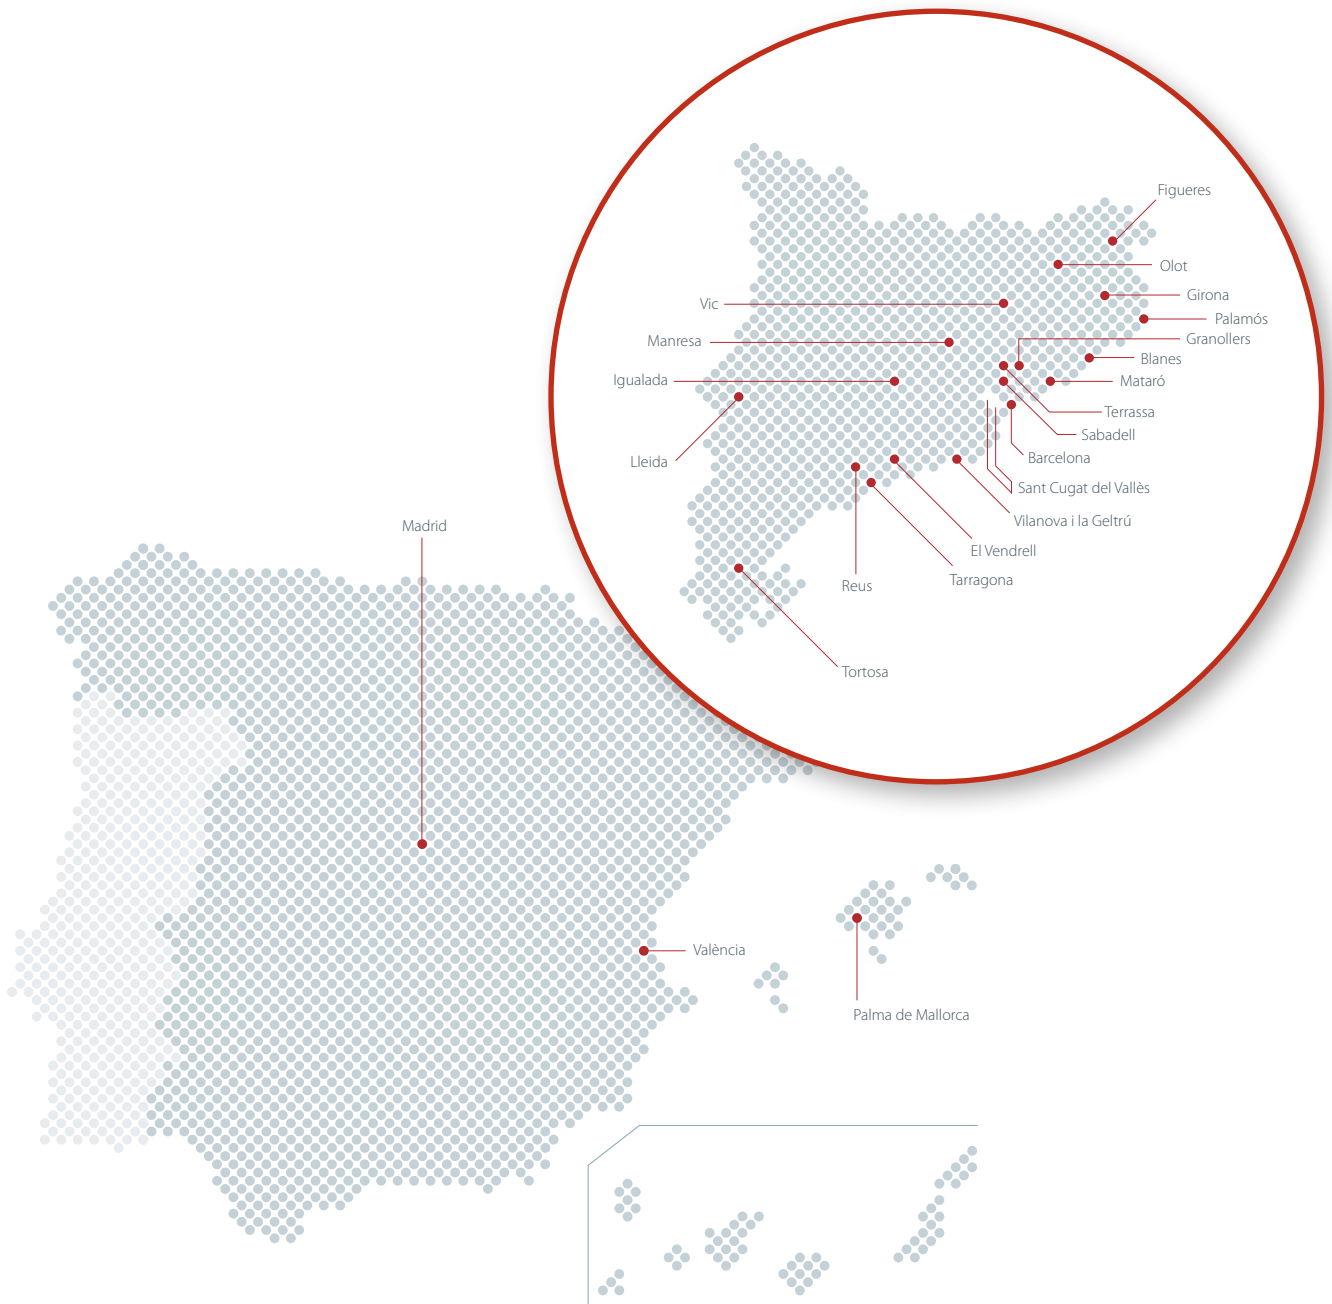 Figueres
Olot
Girona
Vic
Palamós
Manresa
Granollers
Blanes
Igualada
Mataró
Terrassa
Sabadell
Lleida
Barcelona
Sant Cugat del Vallès
Vilanova i la Geltrú
Madrid
El Vendrell
Tarragona
Reus
Tortosa
València
Palma de Mallorca